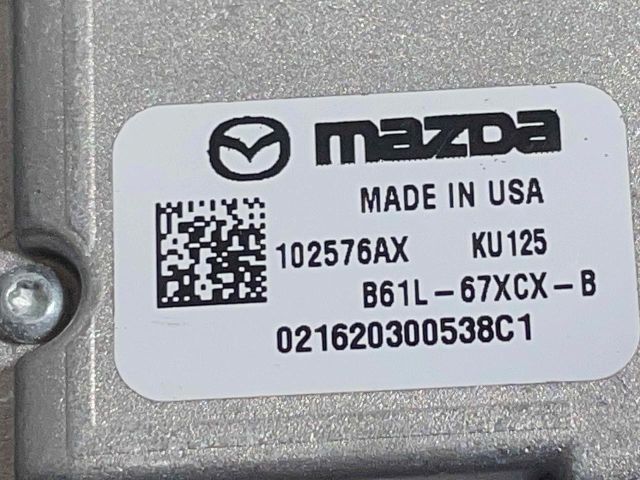 mazda
MADE IN USA
102576AX KU125
B61L-67XCX-B
021620300538C1